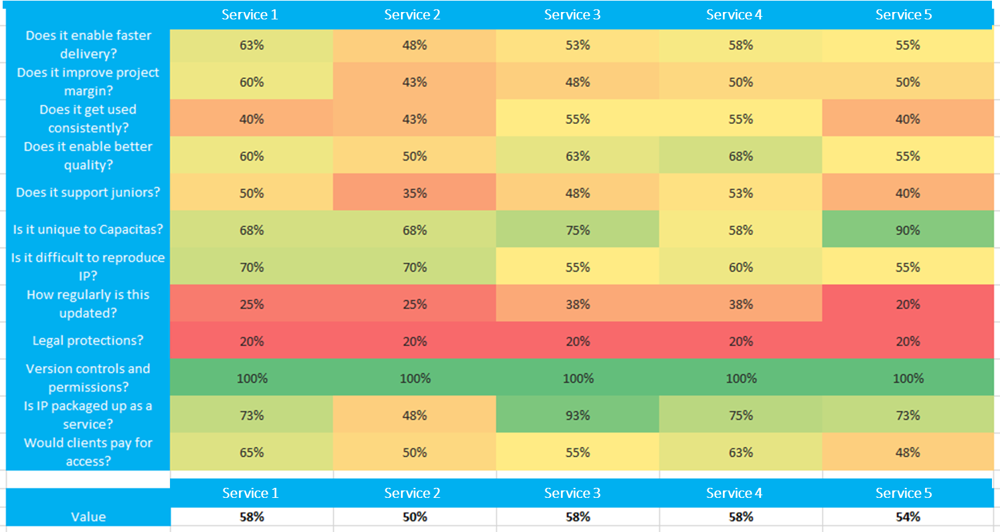 Service 1 Service 2 Service 3 Service 4 Service 5
Does it enable faster
delivery? 63% 48% 53% 58% 55%
Does it improve project
margin? 60% 43% 48% 50% 50%
Does it get used
consistently? 40% 43% 55% 55% 40%
Does it enable better
quality? 60% 50% 63% 68% 55%
Does it support juniors? 50% 35% 48% 53% 40%
Is it unique to Capacitas? 68% 68% 75% 58% 90%
Is it difficult to reproduce
IP? 70% 70% 55% 60% 55%
How regularly is this
updated? 25% 25% 38% 38% 20%
Legal protections? 20% 20% 20% 20% 20%
Version controls and
permissions? 100% 100% 100% 100% 100%
Is IP packaged up as a
service? 73% 48% 93% 75% 73%
Would clients pay for
access? 65% 50% 55% 63% 48%
Service 1 Service 2 Service 3 Service 4 Service 5
Value 58% 50% 58% 58% 54%